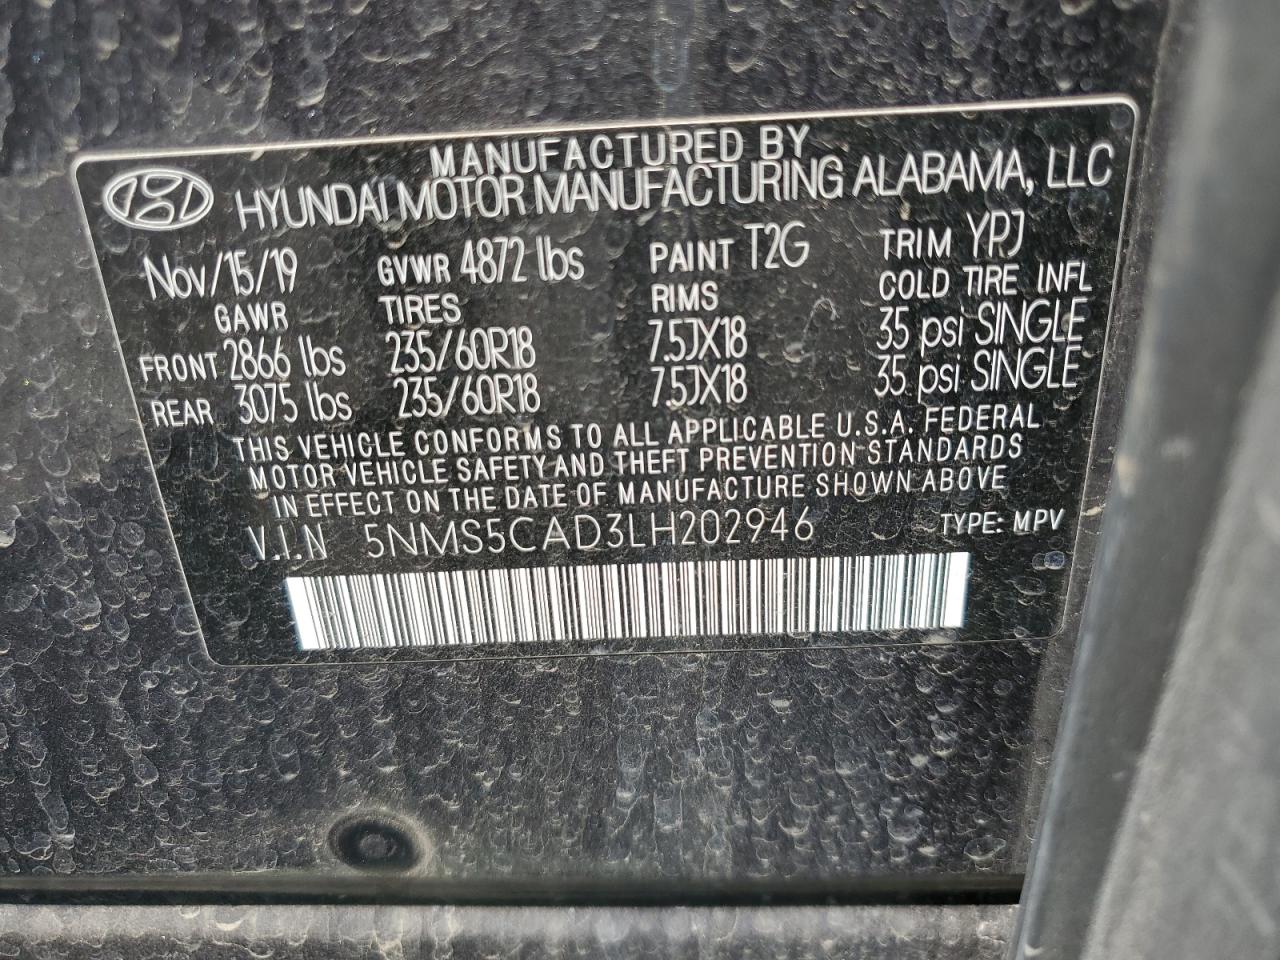 MANUFACTURED BY
HYUNDAI MOTOR MANUFACTURING ALABAMA, LLC
Nov/15/19 GVWR 4872 lbs PAINT T2G TRIM YPJ
GAWR TIRES RIMS COLD TIRE INFL
FRONT 2866 lbs 235/60R18 7.5JX18 35 psi SINGLE
REAR 3075 lbs 235/60R18 7.5JX18 35 psi SINGLE
THIS VEHICLE CONFORMS TO ALL APPLICABLE U.S.A. FEDERAL
MOTOR VEHICLE SAFETY AND THEFT PREVENTION STANDARDS
IN EFFECT ON THE DATE OF MANUFACTURE SHOWN ABOVE
V.I.N 5NMS5CAD3LH202946 TYPE: MPV